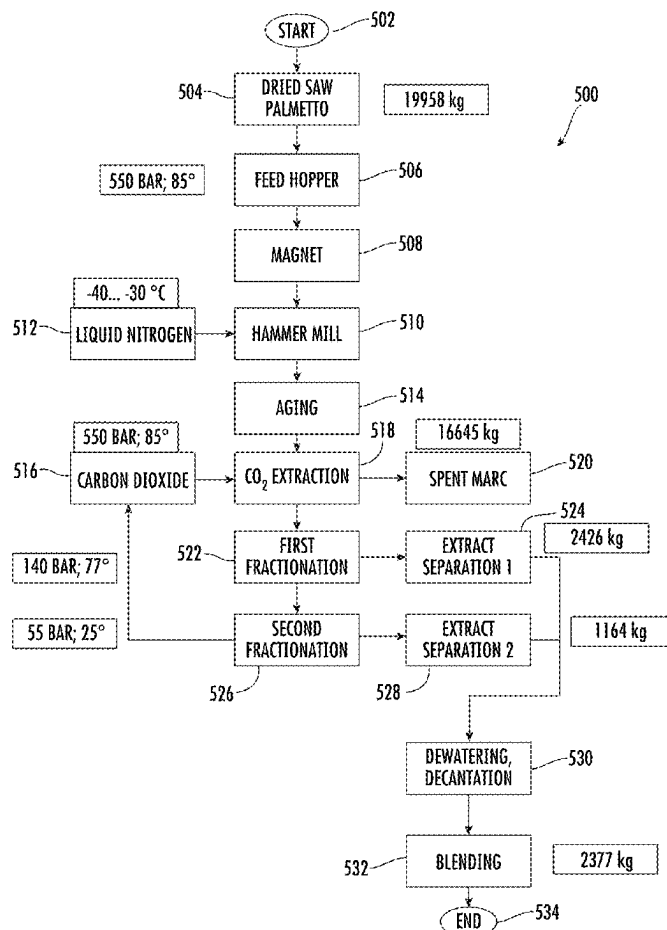 START
502
504
DRIED SAW
PALMETTO
19958 kg
500
550 BAR; 85°
FEED HOPPER
506
MAGNET
508
-40... -30 °C
512
LIQUID NITROGEN
HAMMER MILL
510
AGING
514
550 BAR; 85°
518
16645 kg
516
CARBON DIOXIDE
CO₂ EXTRACTION
SPENT MARC
520
524
140 BAR; 77°
522
FIRST
FRACTIONATION
EXTRACT
SEPARATION 1
2426 kg
55 BAR; 25°
SECOND
FRACTIONATION
EXTRACT
SEPARATION 2
1164 kg
526
528
DEWATERING,
DECANTATION
530
532
BLENDING
2377 kg
END
534